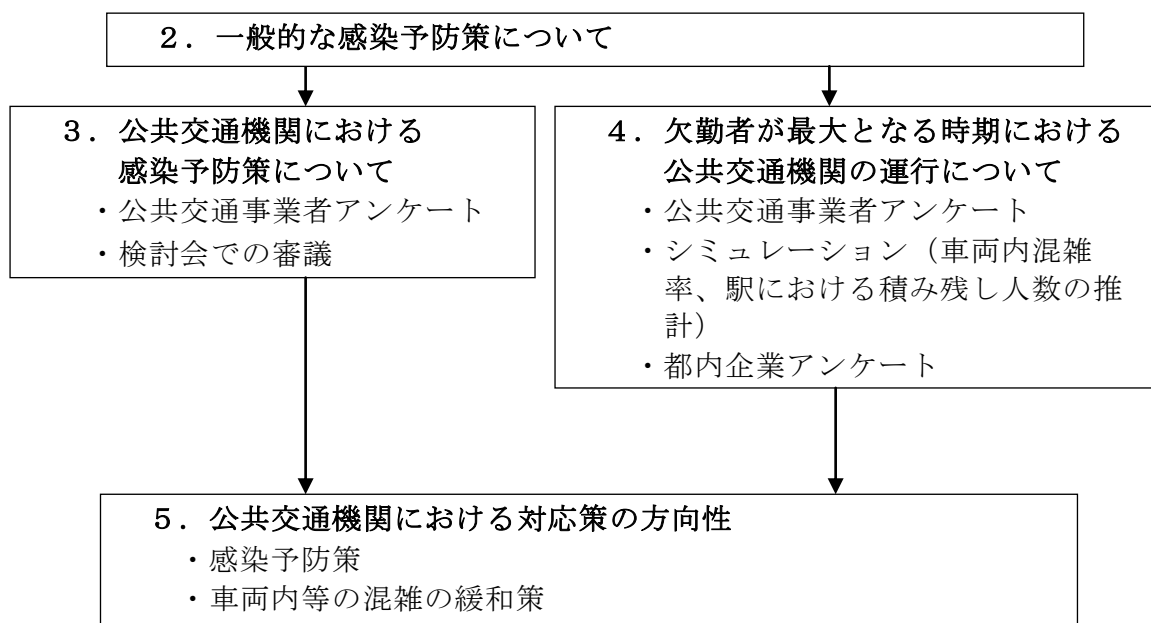 ２．一般的な感染予防策について
３．公共交通機関における
感染予防策について
・公共交通事業者アンケート
・検討会での審議
４．欠勤者が最大となる時期における
公共交通機関の運行について
・公共交通事業者アンケート
・シミュレーション（車両内混雑
率、駅における積み残し人数の推
計）
・都内企業アンケート
５．公共交通機関における対応策の方向性
・感染予防策
・車両内等の混雑の緩和策